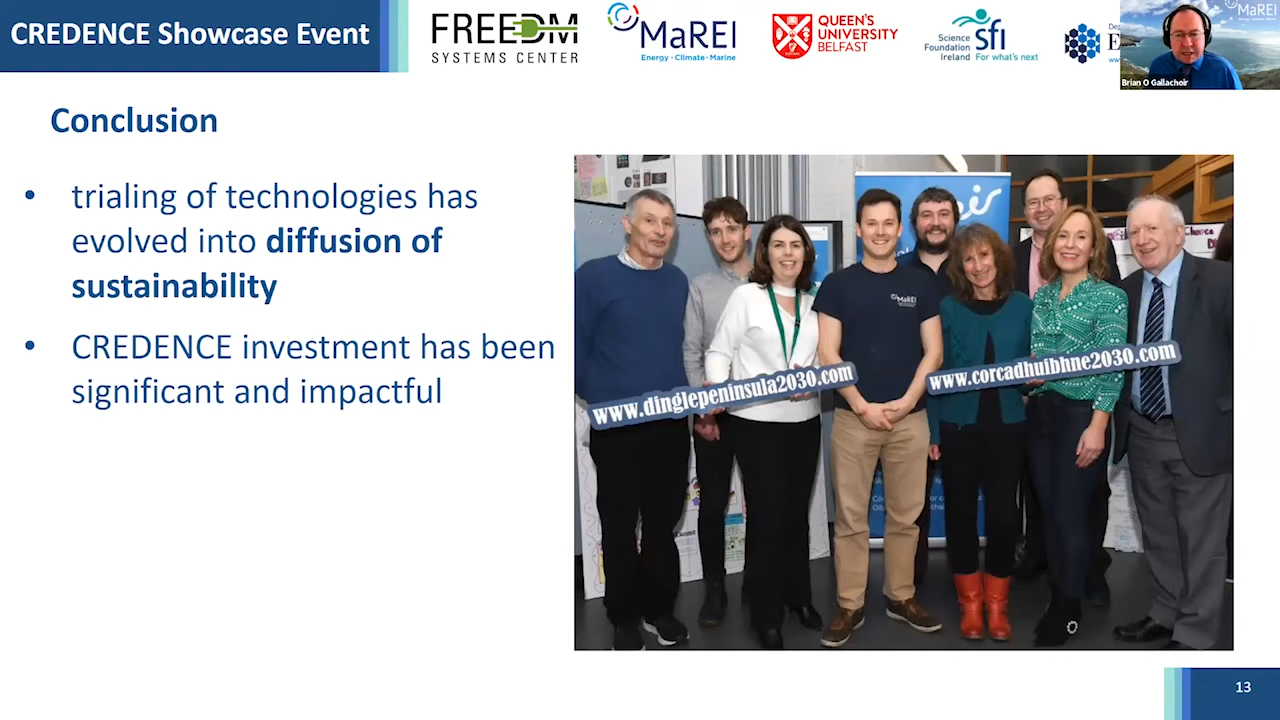 CREDENCE Showcase Event
FREEDM
SYSTEMS CENTER
MaREI
Energy · Climate · Marine
QUEEN'S
UNIVERSITY
BELFAST
Science
Foundation
Ireland
sfi
For what's next
MaREI
Brian O Gallachoir
Conclusion
• trialing of technologies has
evolved into diffusion of
sustainability
• CREDENCE investment has been
significant and impactful
MaREI
www.dinglepeninsula2030.com
www.corcadhuibhne2030.com
13